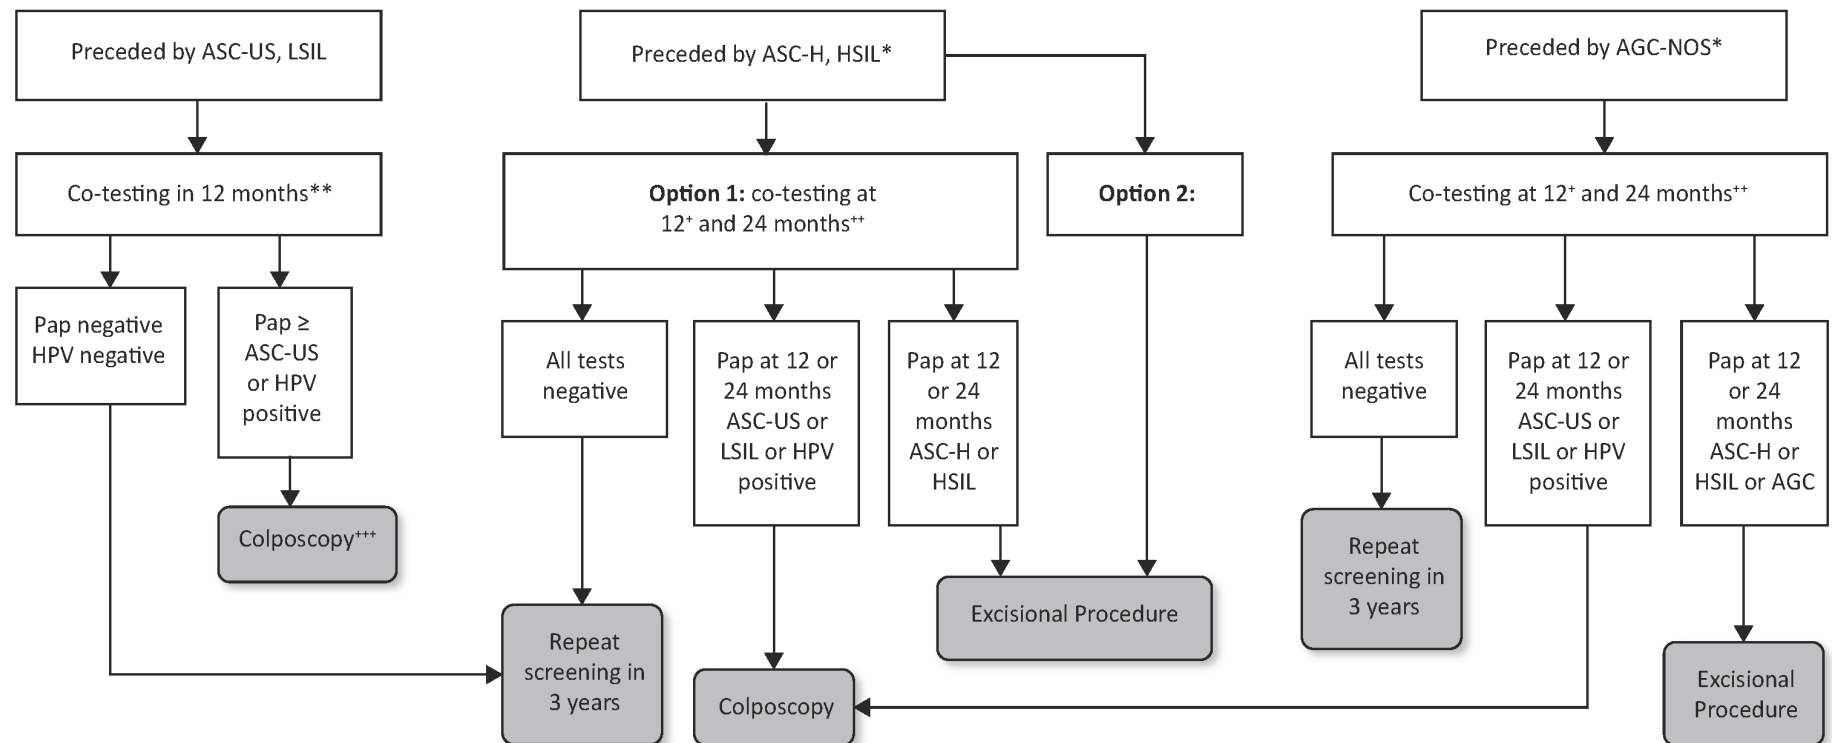 Preceded by ASC-US, LSIL
Preceded by ASC-H, HSIL*
Preceded by AGC-NOS*
Co-testing in 12 months**
Option 1: co-testing at
12⁺ and 24 months⁺⁺
Option 2:
Co-testing at 12⁺ and 24 months⁺⁺
Pap negative
HPV negative
Pap ≥
ASC-US
or HPV
positive
All tests
negative
Pap at 12 or
24 months
ASC-US or
LSIL or HPV
positive
Pap at 12
or 24
months
ASC-H or
HSIL
All tests
negative
Pap at 12 or
24 months
ASC-US or
LSIL or HPV
positive
Pap at 12
or 24
months
ASC-H or
HSIL or AGC
Colposcopy⁺⁺⁺
Repeat
screening in
3 years
Colposcopy
Excisional Procedure
Repeat
screening in
3 years
Excisional
Procedure